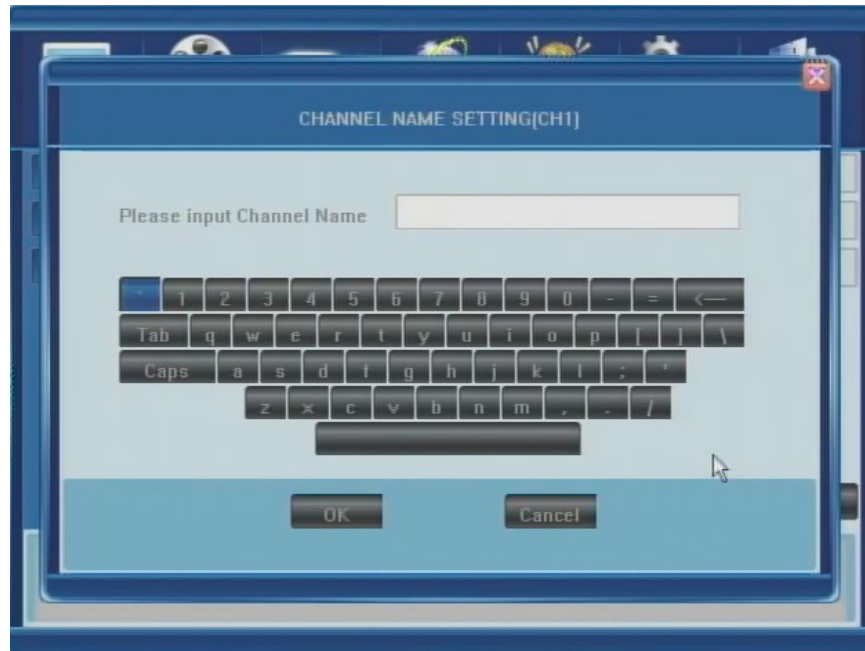 CHANNEL NAME SETTING(CH1)
Please input Channel Name
` 1 2 3 4 5 6 7 8 9 0 - = <—
Tab q w e r t y u i o p [ ] \
Caps a s d f g h j k l ; '
z x c v b n m , . /
OK Cancel